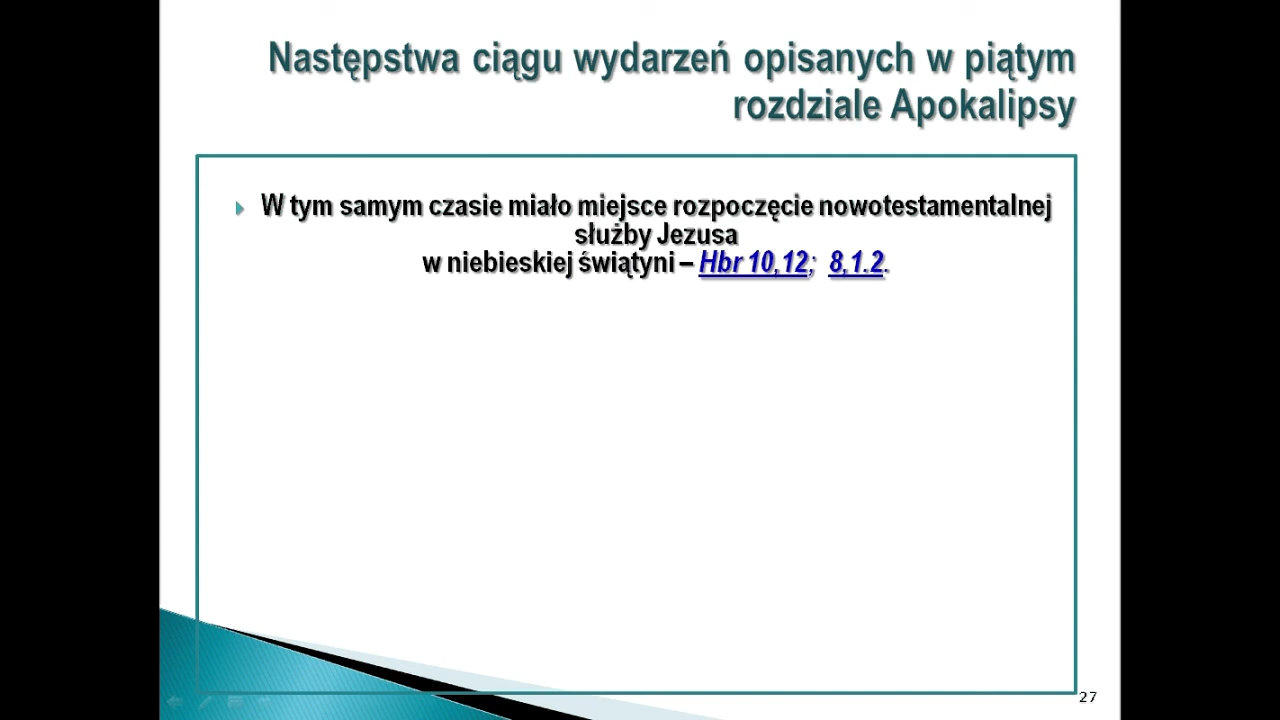 Następstwa ciągu wydarzeń opisanych w piątym
rozdziale Apokalipsy
W tym samym czasie miało miejsce rozpoczęcie nowotestamentalnej
służby Jezusa
w niebieskiej świątyni – Hbr 10,12; 8,1.2.
27